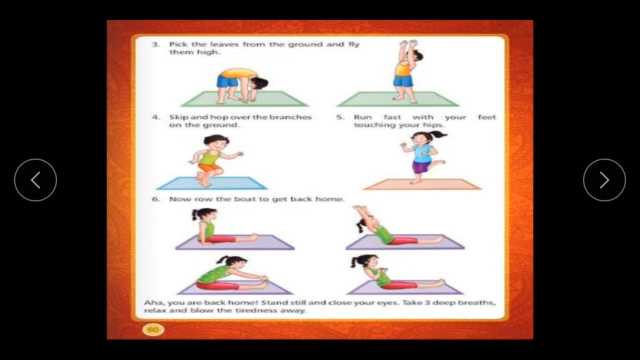 3. Pick the leaves from the ground and fly
them high.
4. Skip and hop over the branches
on the ground.
5. Run fast with your feet
touching your hips.
6. Now row the boat to get back home.
Aha, you are back home! Stand still and close your eyes. Take 3 deep breaths,
relax and blow the tiredness away.
60